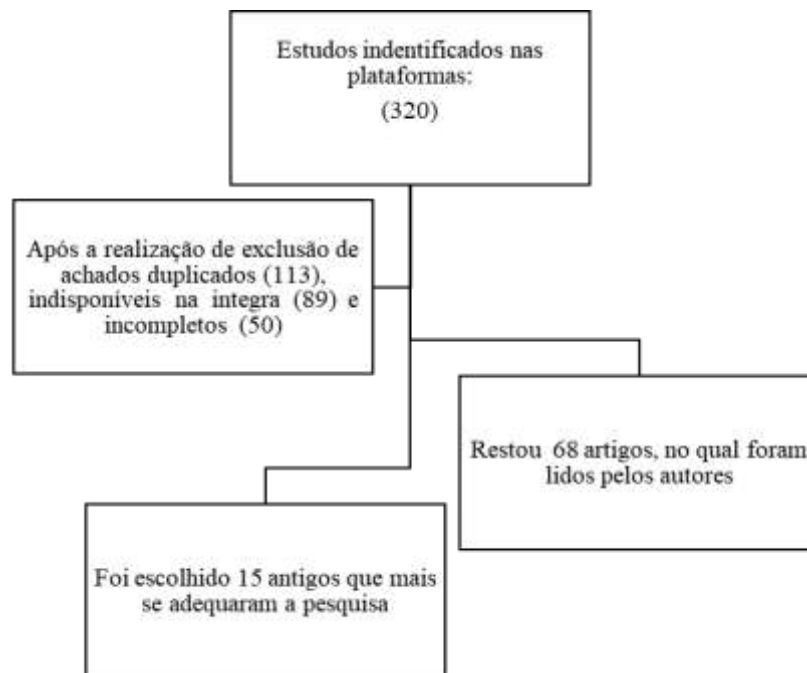 Estudos indentificados nas
plataformas:
(320)
Após a realização de exclusão de
achados duplicados (113),
indisponíveis na integra (89) e
incompletos (50)
Restou 68 artigos, no qual foram
lidos pelos autores
Foi escolhido 15 antigos que mais
se adequaram a pesquisa